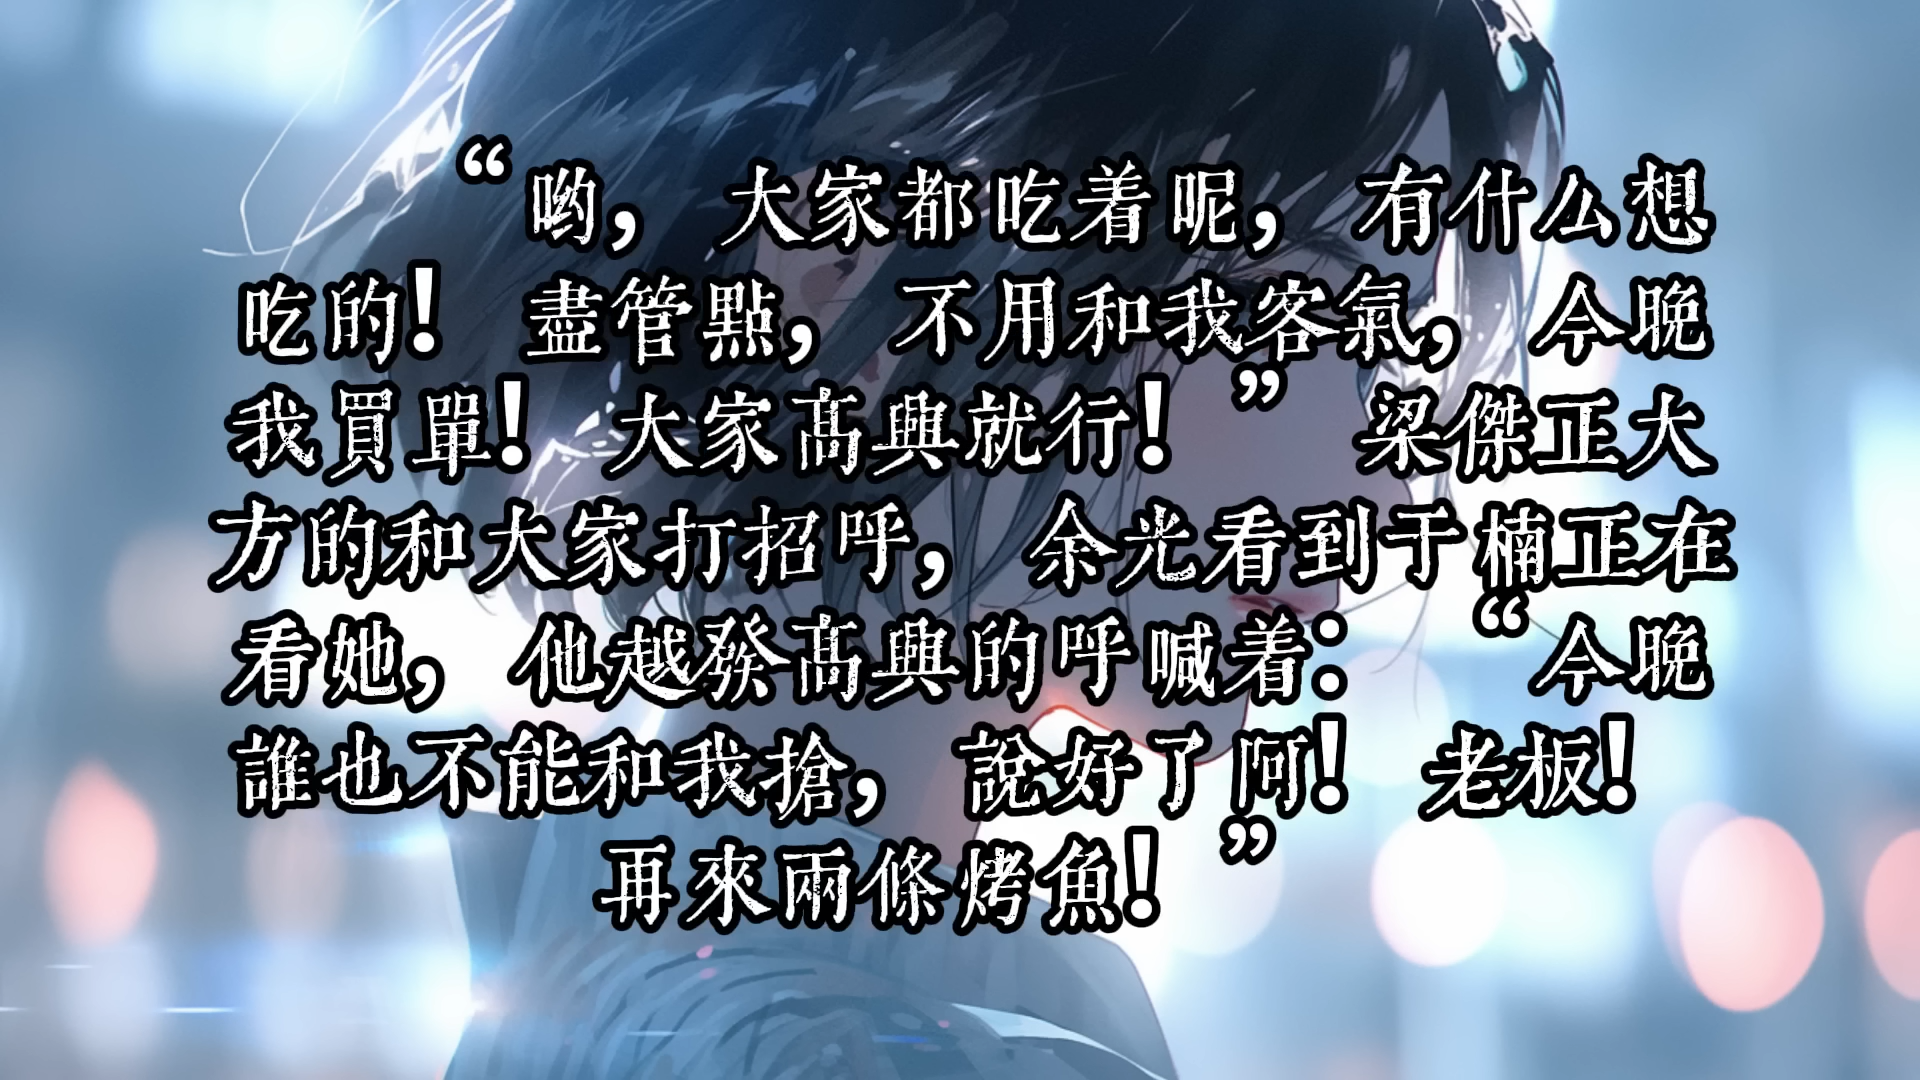 “哟，大家都吃着呢，有什么想
吃的！盡管點，不用和我客氣，今晚
我買單！大家高興就行！”梁傑正大
方的和大家打招呼，余光看到于楠正在
看她，他越發高興的呼喊着：“今晚
誰也不能和我搶，說好了阿！老板！
再來兩條烤魚！”